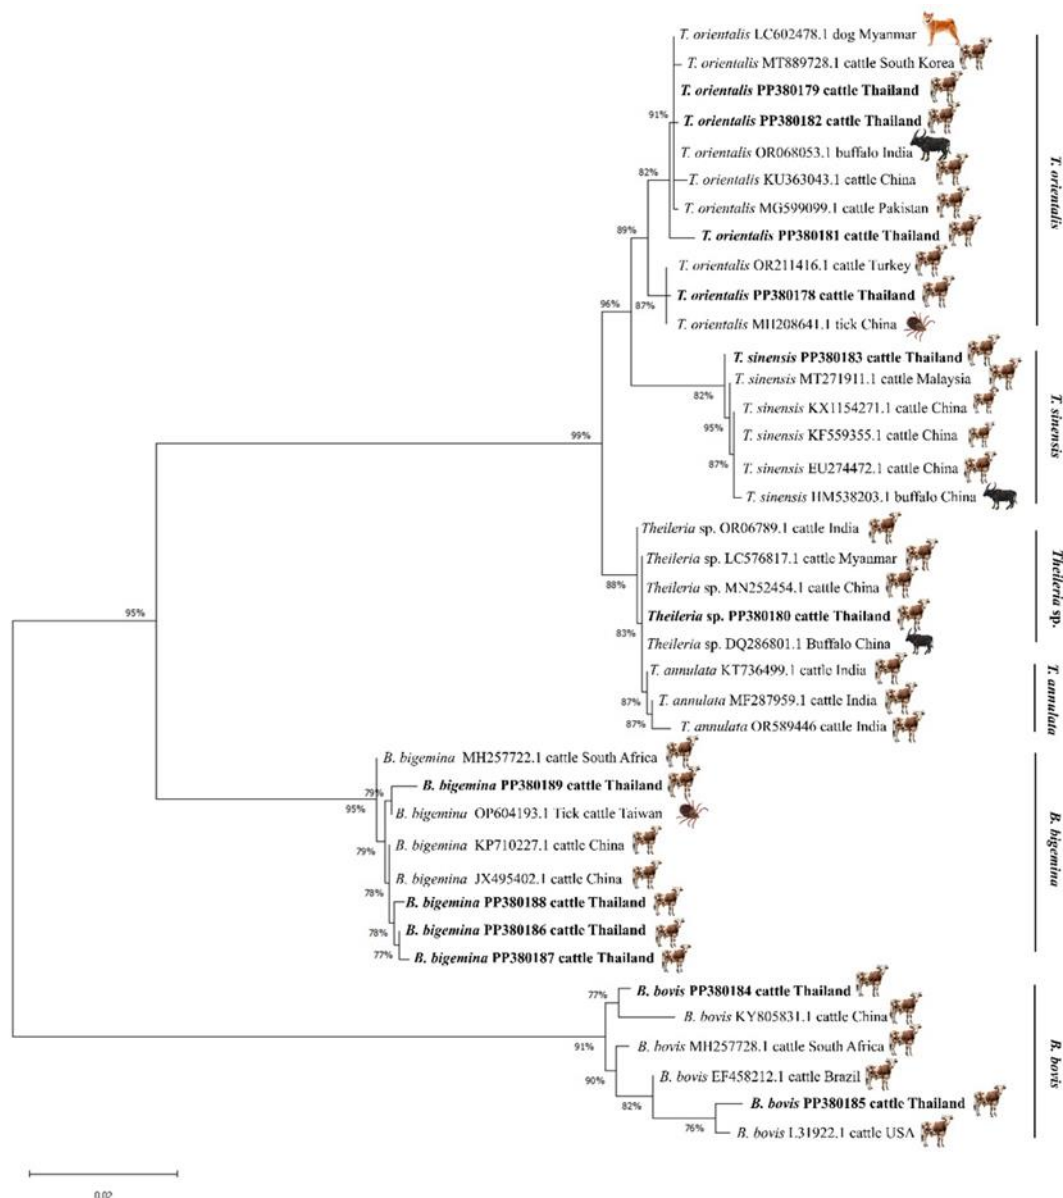 T. orientalis LC602478.1 dog Myanmar
T. orientalis MT889728.1 cattle South Korea
T. orientalis PP380179 cattle Thailand
91%
T. orientalis PP380182 cattle Thailand
T. orientalis OR068053.1 buffalo India
82%
T. orientalis KU363043.1 cattle China
T. orientalis MG599099.1 cattle Pakistan
89%
T. orientalis PP380181 cattle Thailand
T. orientalis
T. orientalis OR211416.1 cattle Turkey
96%
87%
T. orientalis PP380178 cattle Thailand
T. orientalis MH208641.1 tick China
T. sinensis PP380183 cattle Thailand
T. sinensis MT271911.1 cattle Malaysia
82%
T. sinensis KX1154271.1 cattle China
95%
T. sinensis KF559355.1 cattle China
99%
87%
T. sinensis EU274472.1 cattle China
T. sinensis HM538203.1 buffalo China
T. sinensis
Theileria sp. OR06789.1 cattle India
Theileria sp. LC576817.1 cattle Myanmar
88%
Theileria sp. MN252454.1 cattle China
95%
Theileria sp. PP380180 cattle Thailand
83%
Theileria sp. DQ286801.1 Buffalo China
Theileria sp.
T. annulata KT736499.1 cattle India
87%
T. annulata MF287959.1 cattle India
87%
T. annulata OR589446 cattle India
T. annulata
B. bigemina MH257722.1 cattle South Africa
79%
B. bigemina PP380189 cattle Thailand
95%
B. bigemina OP604193.1 Tick cattle Taiwan
79%
B. bigemina KP710227.1 cattle China
B. bigemina JX495402.1 cattle China
78%
B. bigemina PP380188 cattle Thailand
78%
B. bigemina PP380186 cattle Thailand
77%
B. bigemina PP380187 cattle Thailand
B. bigemina
77%
B. bovis PP380184 cattle Thailand
B. bovis KY805831.1 cattle China
91%
B. bovis MH257728.1 cattle South Africa
90%
B. bovis EF458212.1 cattle Brazil
82%
B. bovis PP380185 cattle Thailand
76%
B. bovis L31922.1 cattle USA
B. bovis
0.02